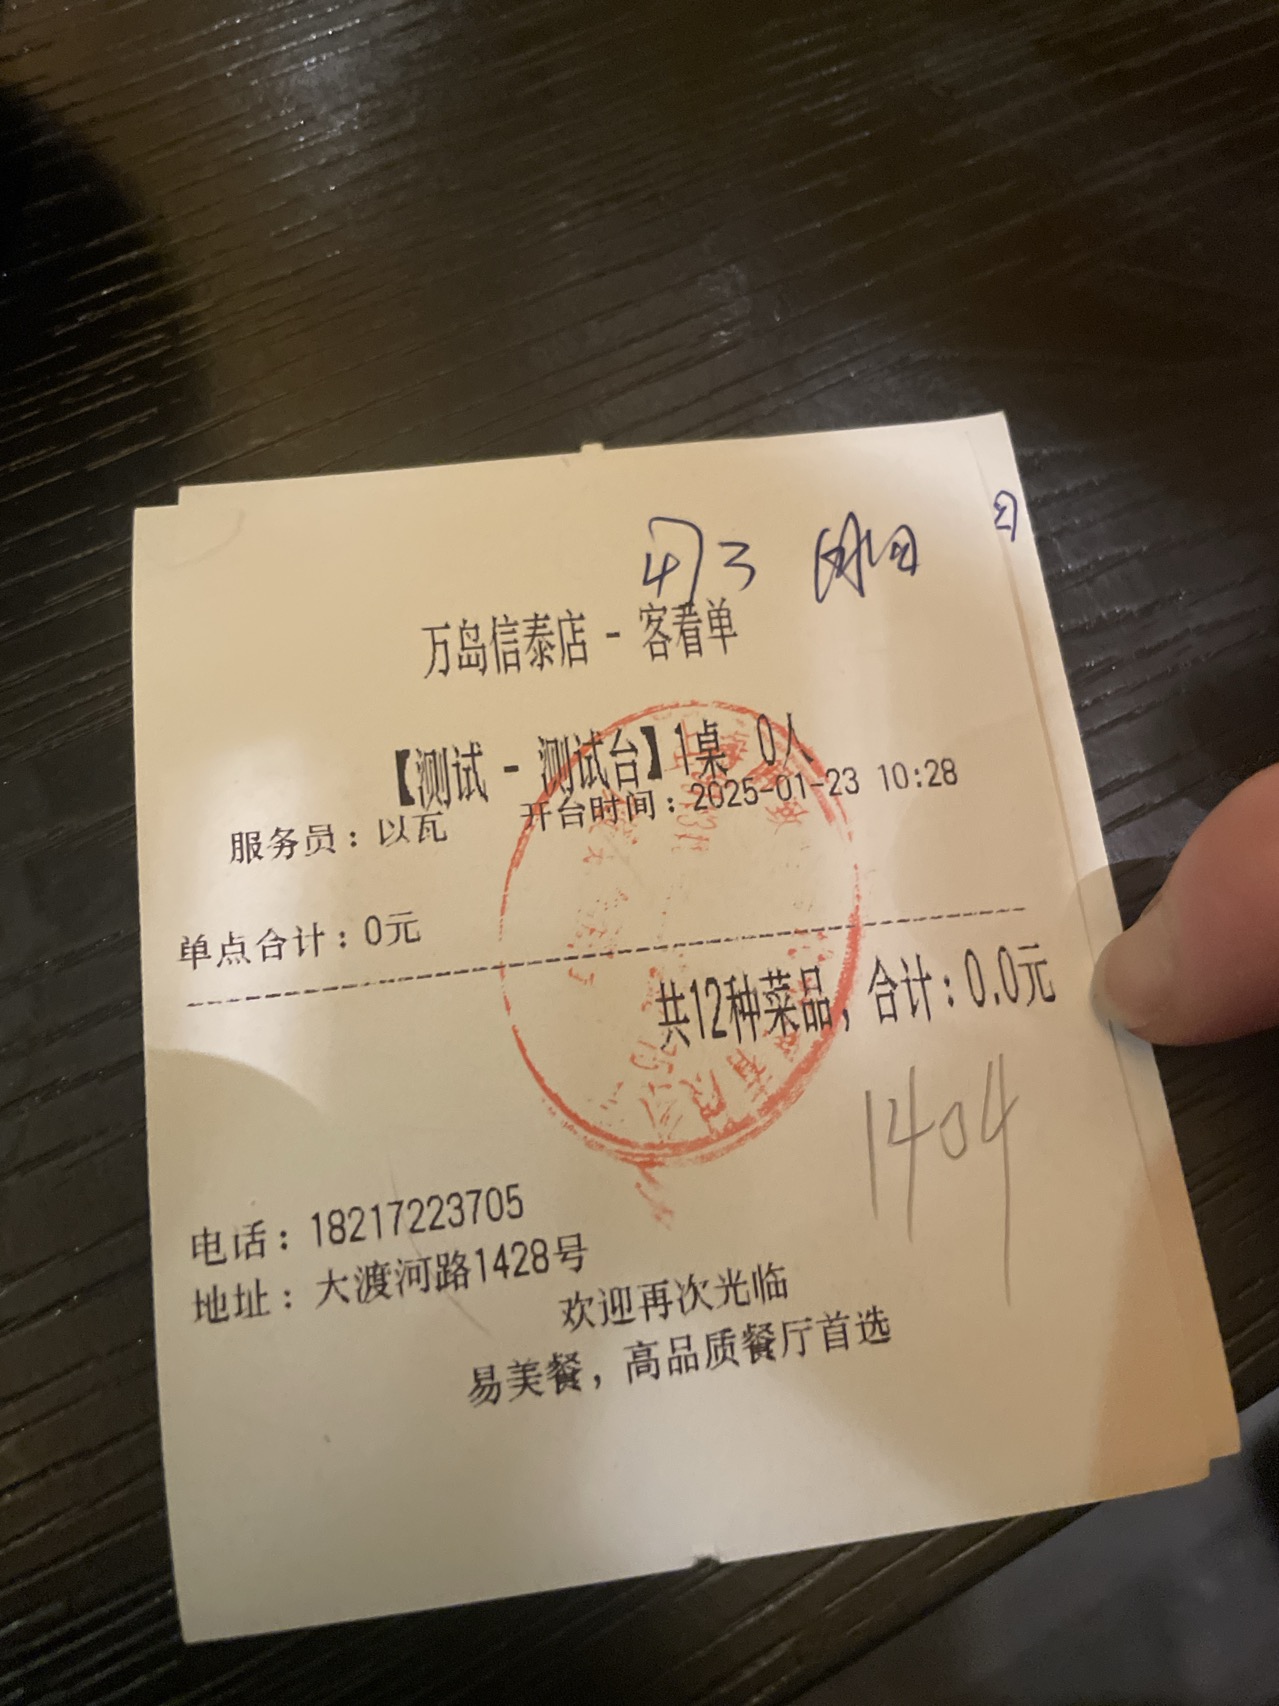 万岛信泰店 - 客看单
【测试 - 测试台】1桌 0人
服务员：以瓦 开台时间：2025-01-23 10:28
单点合计：0元
共12种菜品，合计：0.0元
1404
电话：18217223705
地址：大渡河路1428号
欢迎再次光临
易美餐，高品质餐厅首选